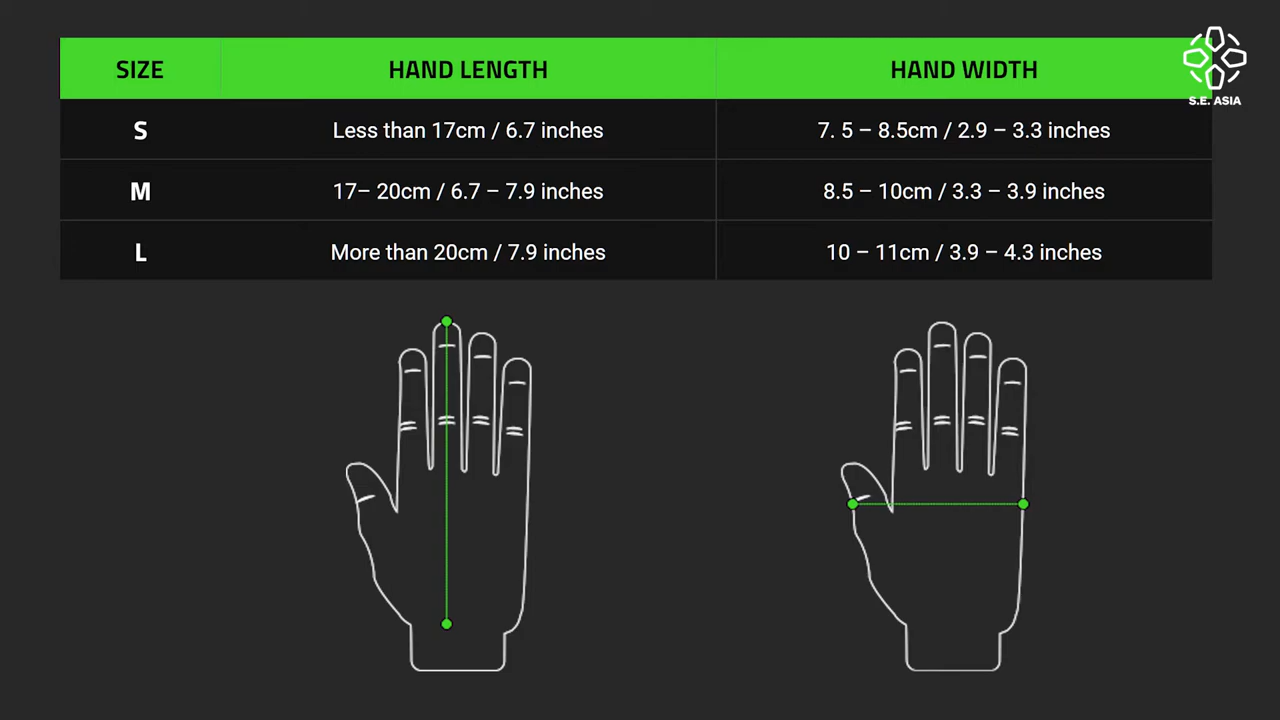 SIZE HAND LENGTH HAND WIDTH
S.E. ASIA
S Less than 17cm / 6.7 inches 7. 5 – 8.5cm / 2.9 – 3.3 inches
M 17– 20cm / 6.7 – 7.9 inches 8.5 – 10cm / 3.3 – 3.9 inches
L More than 20cm / 7.9 inches 10 – 11cm / 3.9 – 4.3 inches